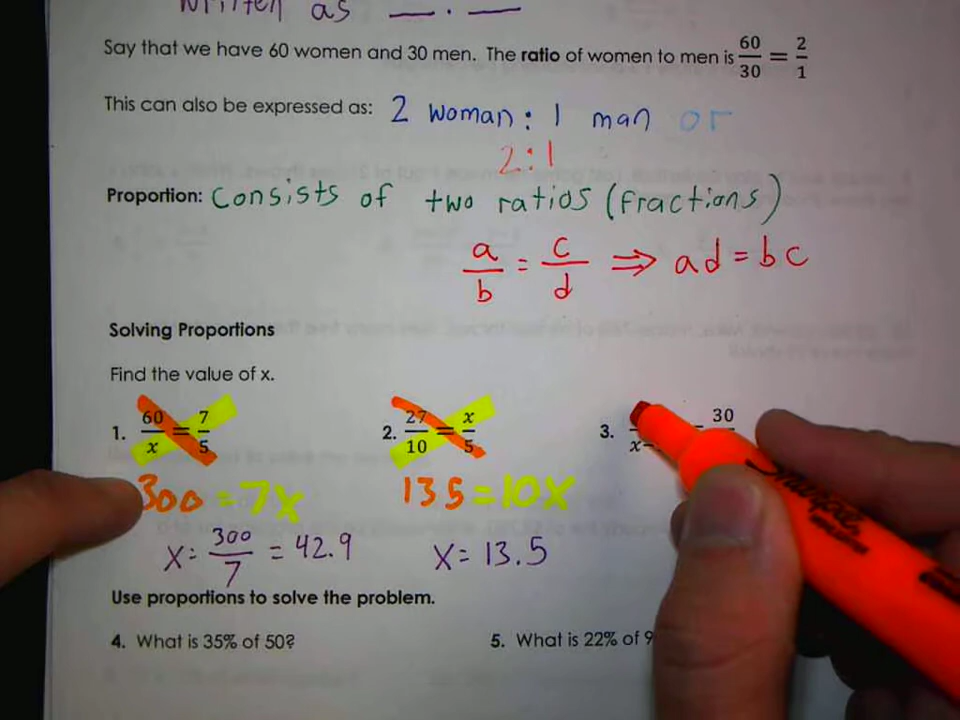 written as __ . __
Say that we have 60 women and 30 men. The ratio of women to men is 60/30 = 2/1
This can also be expressed as: 2 woman : 1 man or
2:1
Proportion: Consists of two ratios (fractions)
a/b = c/d ⇒ ad = bc
Solving Proportions
Find the value of x.
1. 60/x = 7/5 2. 27/10 = x/5 3. 30
x-
300 = 7x 135 = 10x
x = 300/7 = 42.9 x = 13.5
Use proportions to solve the problem.
4. What is 35% of 50? 5. What is 22% of 9
Sharpie